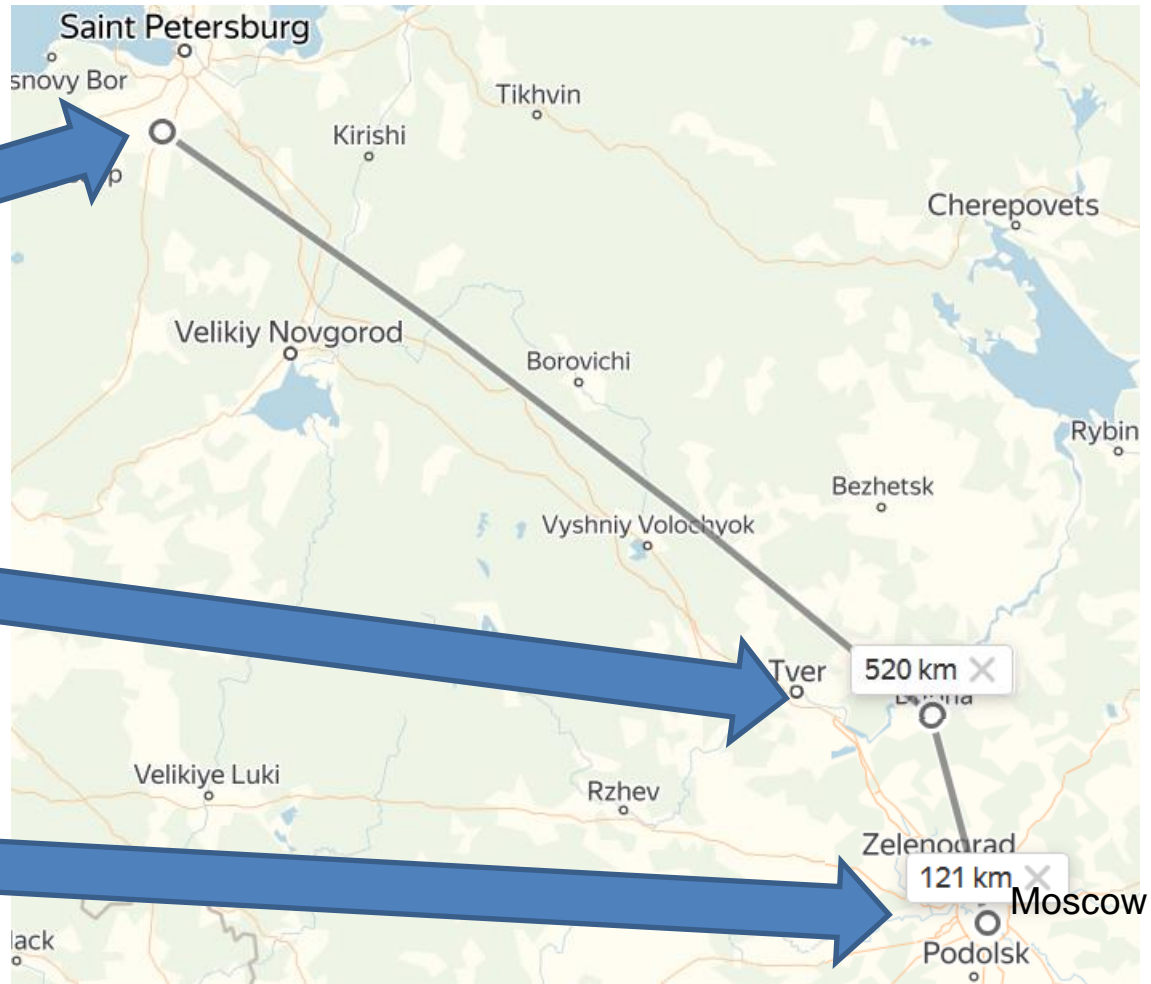 Saint Petersburg
snovy Bor
Tikhvin
Kirishi
p
Cherepovets
Velikiy Novgorod
Borovichi
Rybin
Bezhetsk
Vyshniy Volochyok
Tver
520 km
Velikiye Luki
Rzhev
Zelenograd
121 km
Moscow
lack
Podolsk